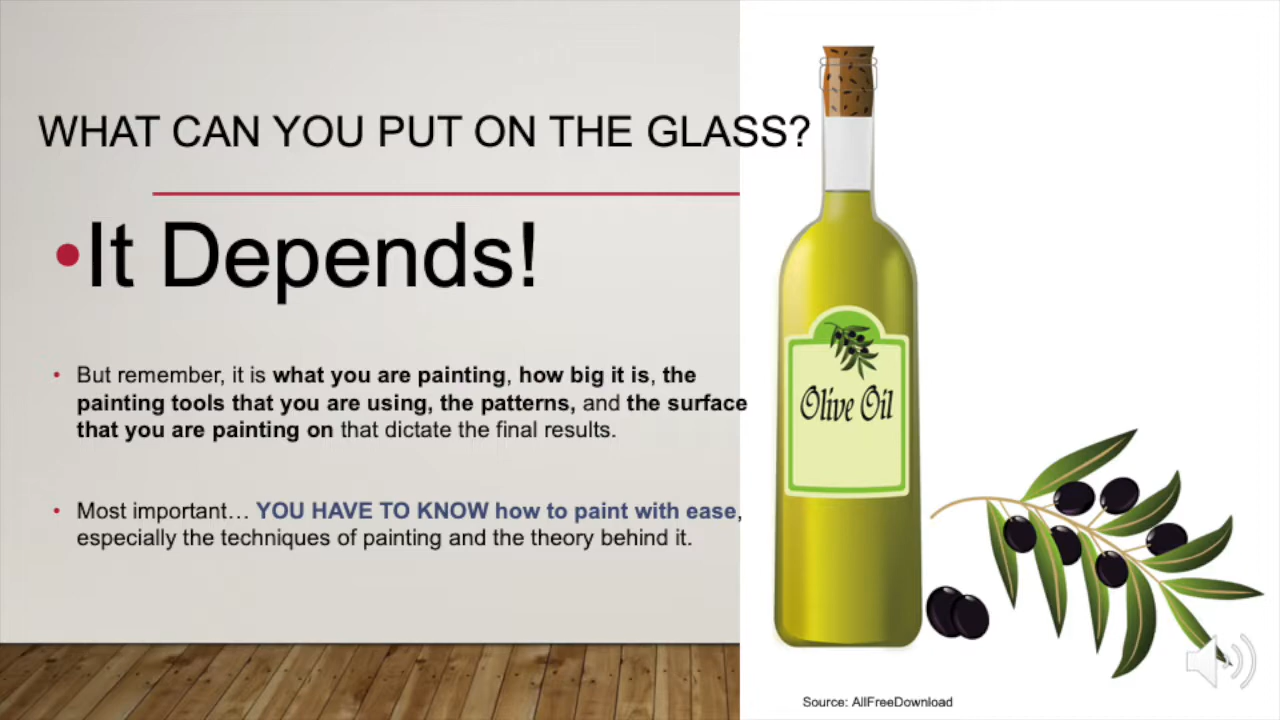 WHAT CAN YOU PUT ON THE GLASS?
•It Depends!
• But remember, it is what you are painting, how big it is, the
painting tools that you are using, the patterns, and the surface
that you are painting on that dictate the final results.
• Most important… YOU HAVE TO KNOW how to paint with ease,
especially the techniques of painting and the theory behind it.
Olive Oil
Source: AllFreeDownload